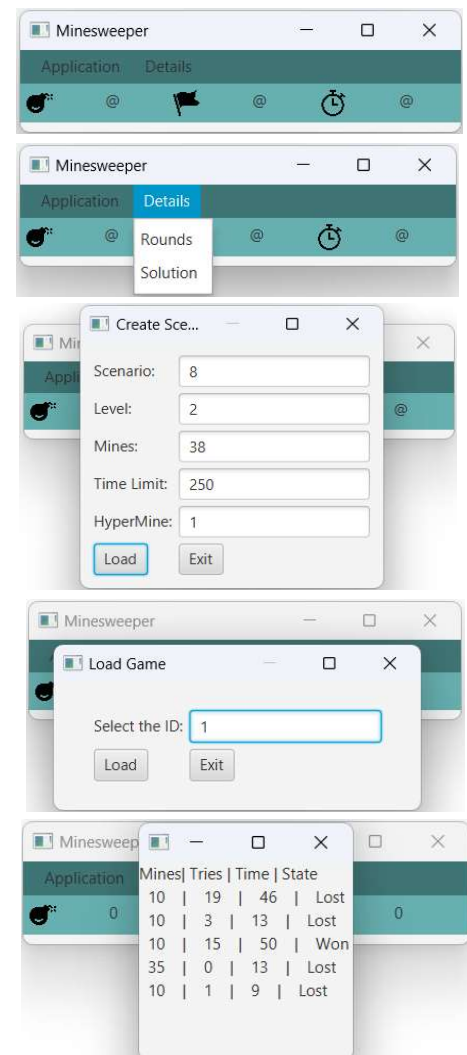 Minesweeper
Application Details
@ @ @
Minesweeper
Application Details
@ @ @
Rounds
Solution
Create Sce...
Scenario: 8
@
Level: 2
Mines: 38
Time Limit: 250
HyperMine: 1
Load Exit
Minesweeper
Load Game
Select the ID: 1
Load Exit
Minesweep
Application
Mines| Tries | Time | State
10 | 19 | 46 | Lost
0 10 | 3 | 13 | Lost 0
10 | 15 | 50 | Won
35 | 0 | 13 | Lost
10 | 1 | 9 | Lost